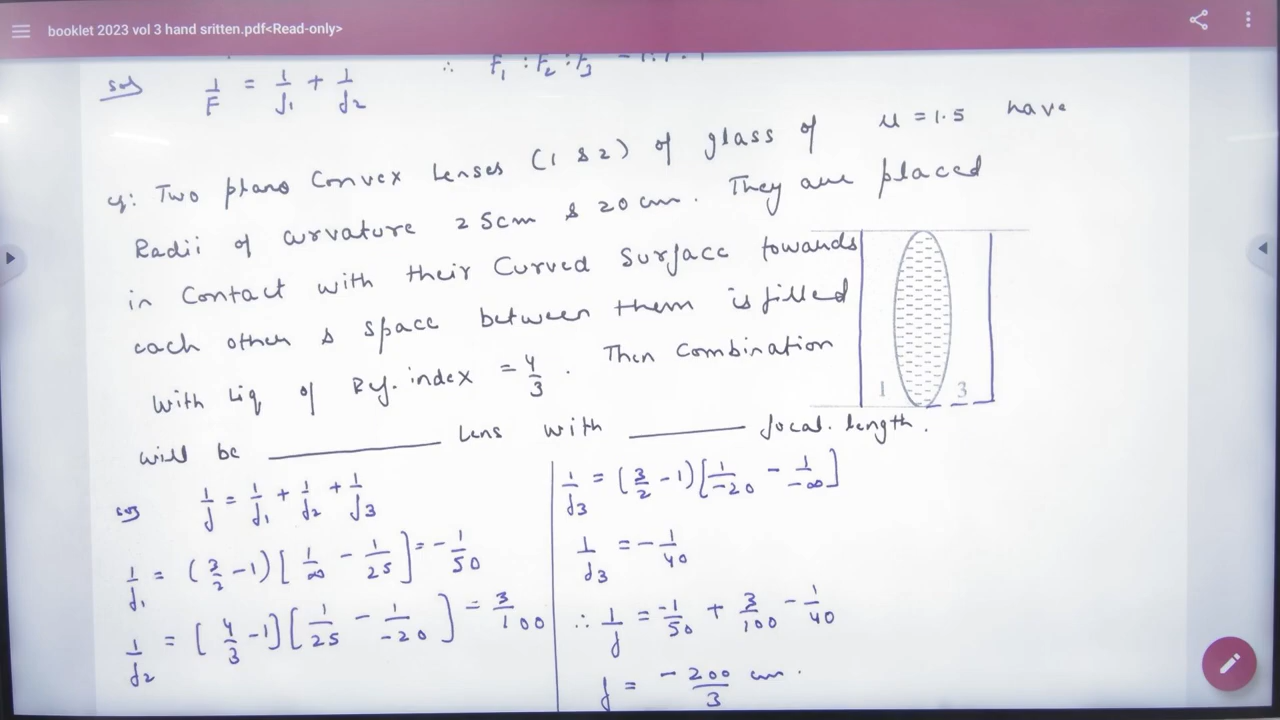 booklet 2023 vol 3 hand sritten.pdf<Read-only>
∴ F₁ : F₂ : F₃
Sol 1/F = 1/f₁ + 1/f₂
Q: Two plano Convex Lenses (1 & 2) of glass of μ = 1.5 have
Radii of curvature 25cm & 20 cm. They are placed
in Contact with their Curved Surface towards
each other & space between them is filled
with Liq of Ref. index = 4/3 . Then Combination
will be ________ Lens with ________ focal length.
1 3
Sol 1/f = 1/f₁ + 1/f₂ + 1/f₃
1/f₁ = (3/2 - 1) [1/∞ - 1/25] = - 1/50
1/f₂ = [4/3 - 1] [1/25 - 1/-20] = 3/100
1/f₃ = (3/2 - 1) [1/-20 - 1/-∞]
1/f₃ = - 1/40
∴ 1/f = -1/50 + 3/100 - 1/40
f = - 200/3 cm .